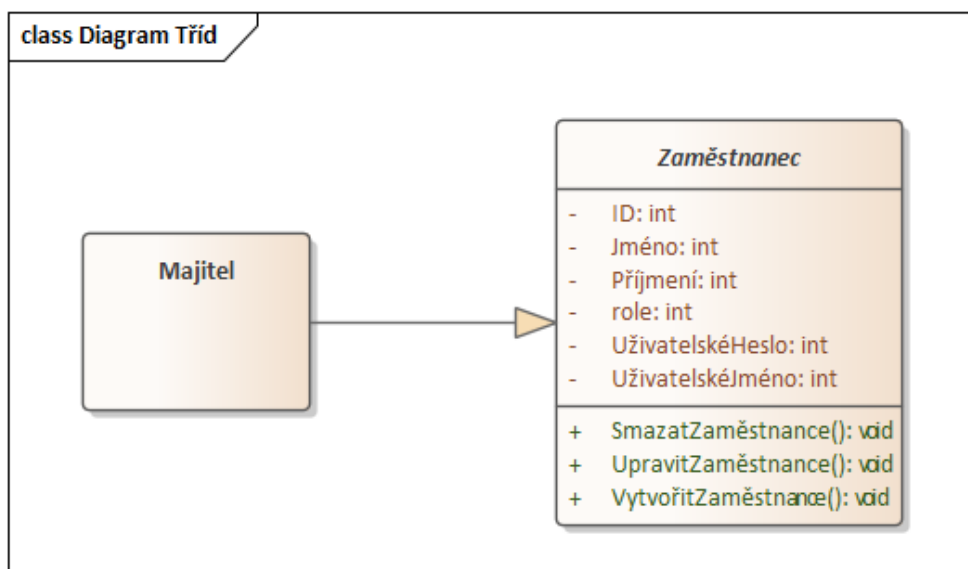 class Diagram Tříd
Majitel
Zaměstnanec
- ID: int
- Jméno: int
- Příjmení: int
- role: int
- UživatelskéHeslo: int
- UživatelskéJméno: int
+ SmazatZaměstnance(): void
+ UpravitZaměstnance(): void
+ VytvořitZaměstnance(): void